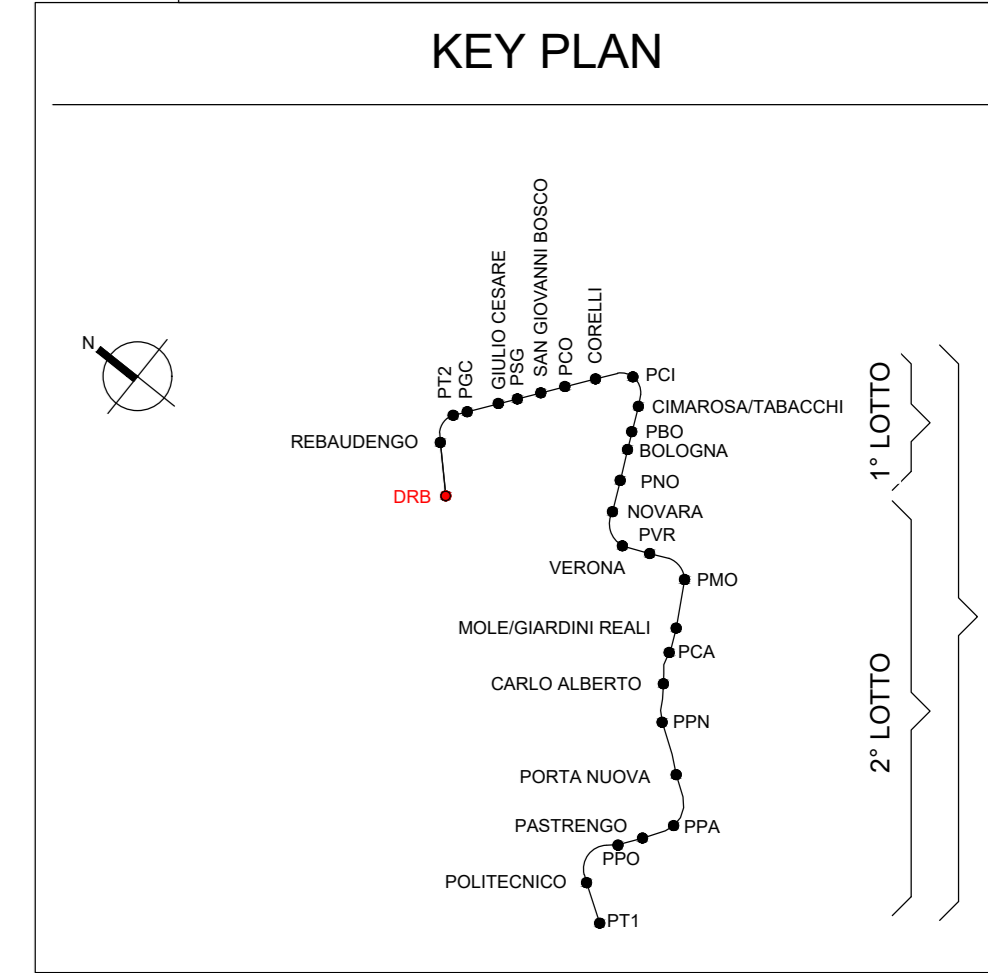 KEY PLAN
N
REBAUDENGO
DRB
PT2
PGC
GIULIO CESARE
PSG
SAN GIOVANNI BOSCO
PCO
CORELLI
PCI
CIMAROSA/TABACCHI
PBO
BOLOGNA
PNO
NOVARA
PVR
VERONA
PMO
MOLE/GIARDINI REALI
PCA
CARLO ALBERTO
PPN
PORTA NUOVA
PPA
PASTRENGO
PPO
POLITECNICO
PT1
1° LOTTO
2° LOTTO